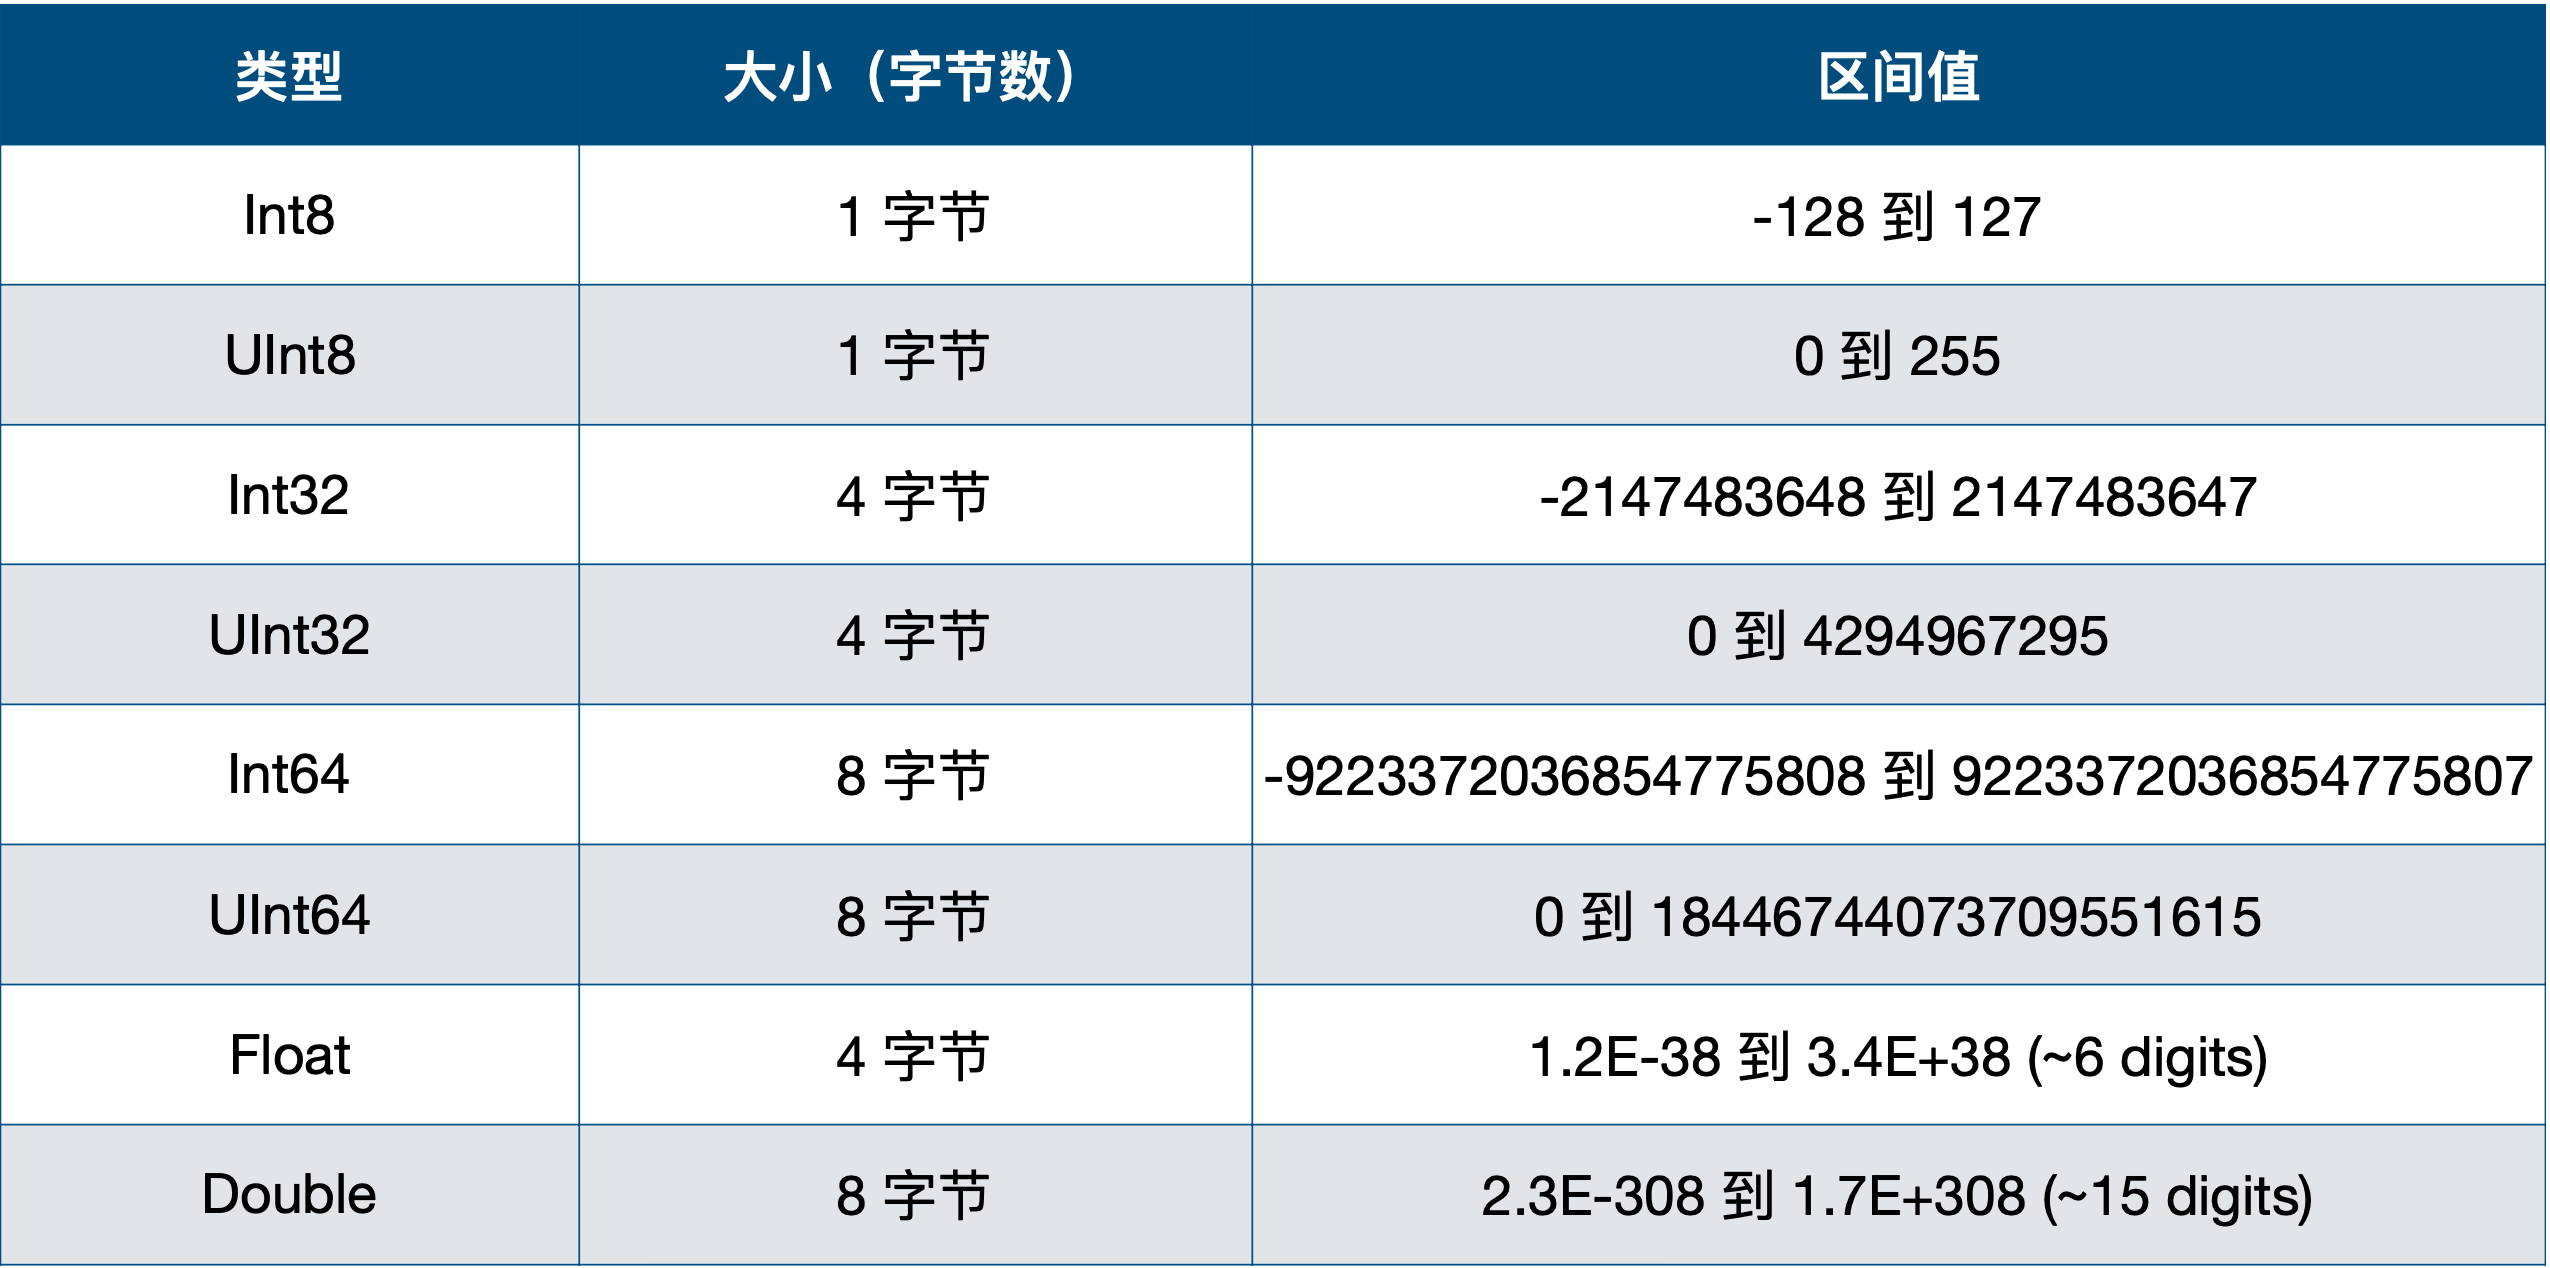 类型 大小（字节数） 区间值
Int8 1 字节 -128 到 127
UInt8 1 字节 0 到 255
Int32 4 字节 -2147483648 到 2147483647
UInt32 4 字节 0 到 4294967295
Int64 8 字节 -9223372036854775808 到 9223372036854775807
UInt64 8 字节 0 到 18446744073709551615
Float 4 字节 1.2E-38 到 3.4E+38 (~6 digits)
Double 8 字节 2.3E-308 到 1.7E+308 (~15 digits)